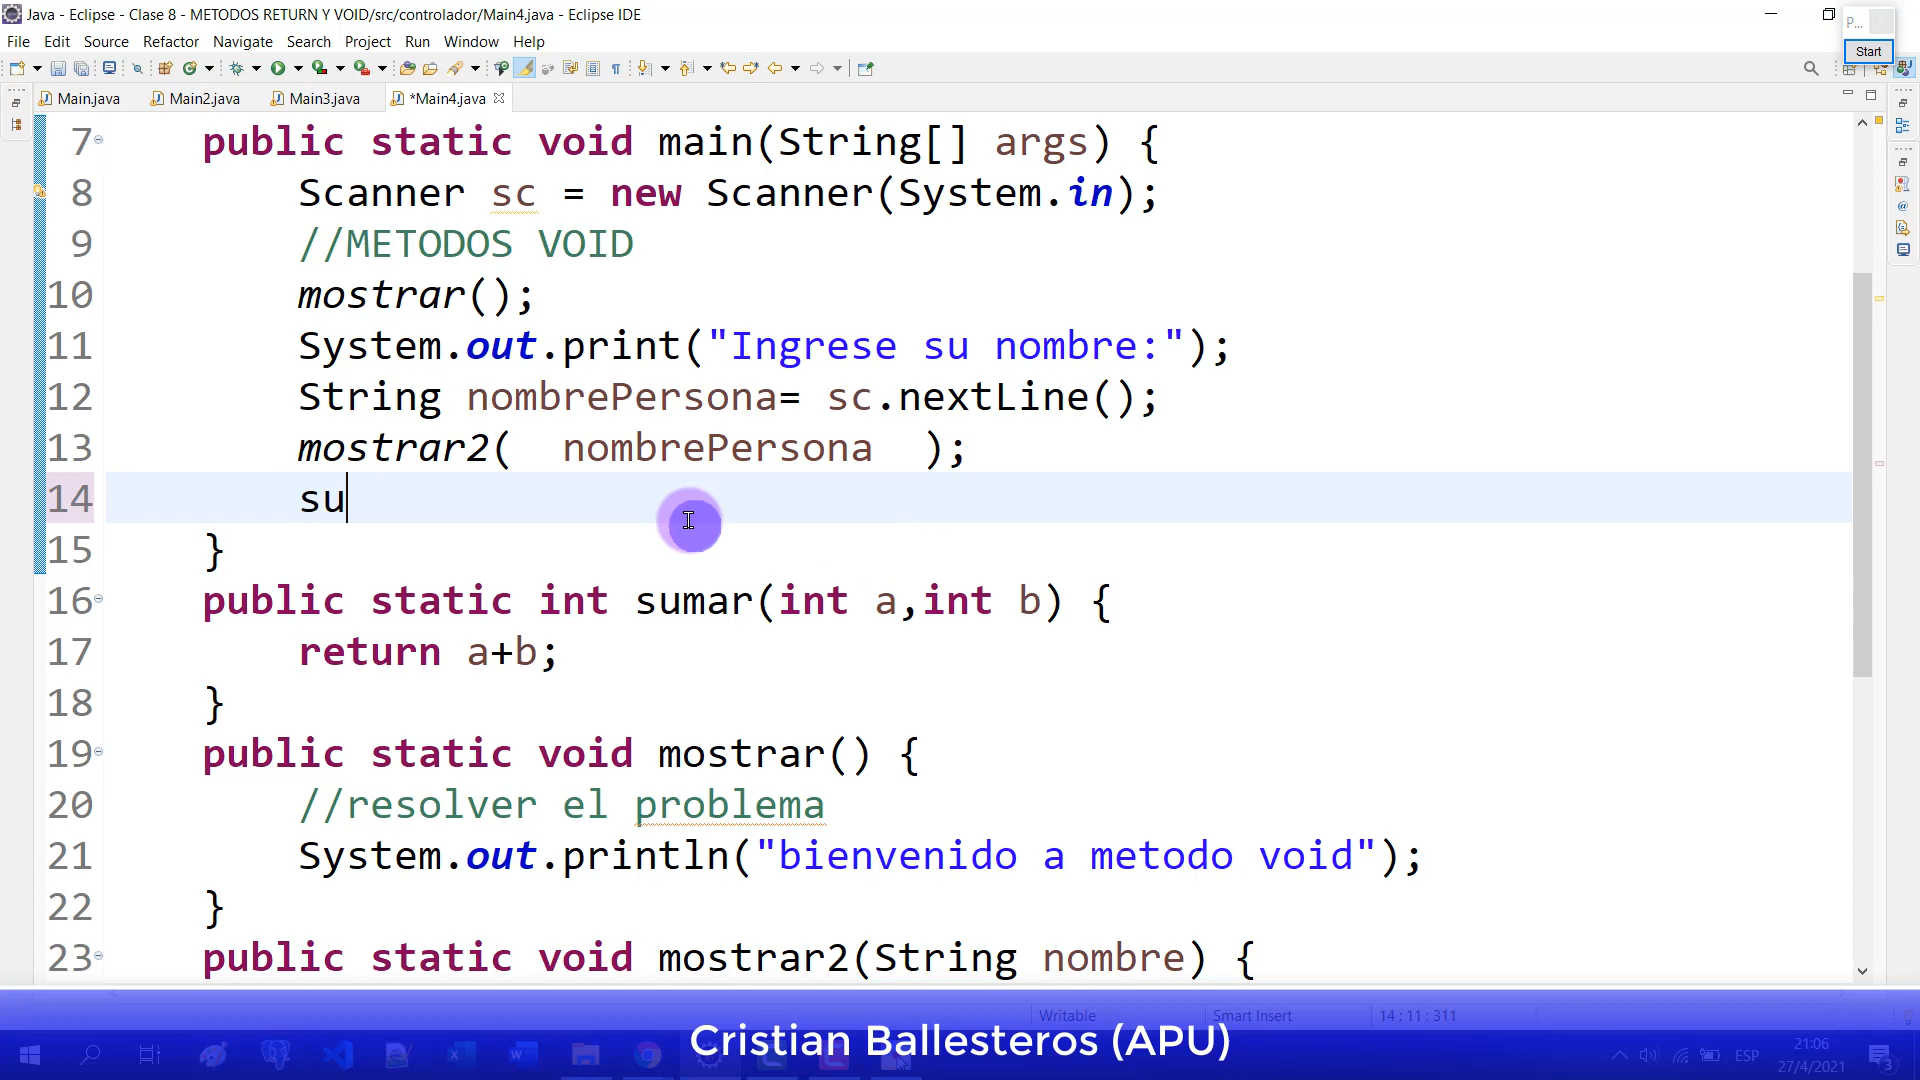 Java - Eclipse - Clase 8 - METODOS RETURN Y VOID/src/controlador/Main4.java - Eclipse IDE
P...
File Edit Source Refactor Navigate Search Project Run Window Help
Start
Main.java Main2.java Main3.java *Main4.java
7 public static void main(String[] args) {
8 Scanner sc = new Scanner(System.in);
9 //METODOS VOID
10 mostrar();
11 System.out.print("Ingrese su nombre:");
12 String nombrePersona= sc.nextLine();
13 mostrar2(  nombrePersona  );
14 su
15 }
16 public static int sumar(int a,int b) {
17 return a+b;
18 }
19 public static void mostrar() {
20 //resolver el problema
21 System.out.println("bienvenido a metodo void");
22 }
23 public static void mostrar2(String nombre) {
Writable Smart Insert 14 : 11 : 311
Cristian Ballesteros (APU)
ESP
21:06
27/4/2021
3